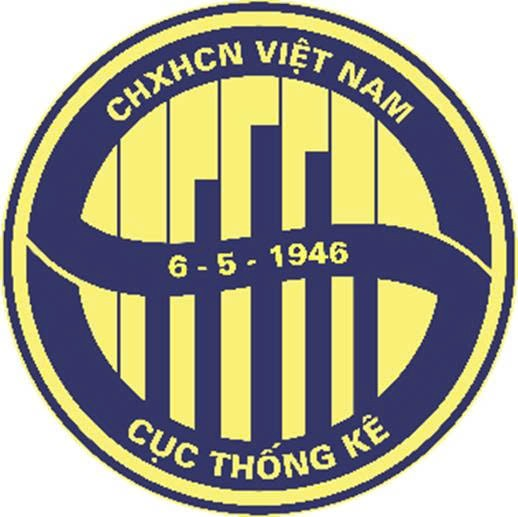 CHXHCN VIỆT NAM
6 - 5 - 1946
CỤC THỐNG KÊ